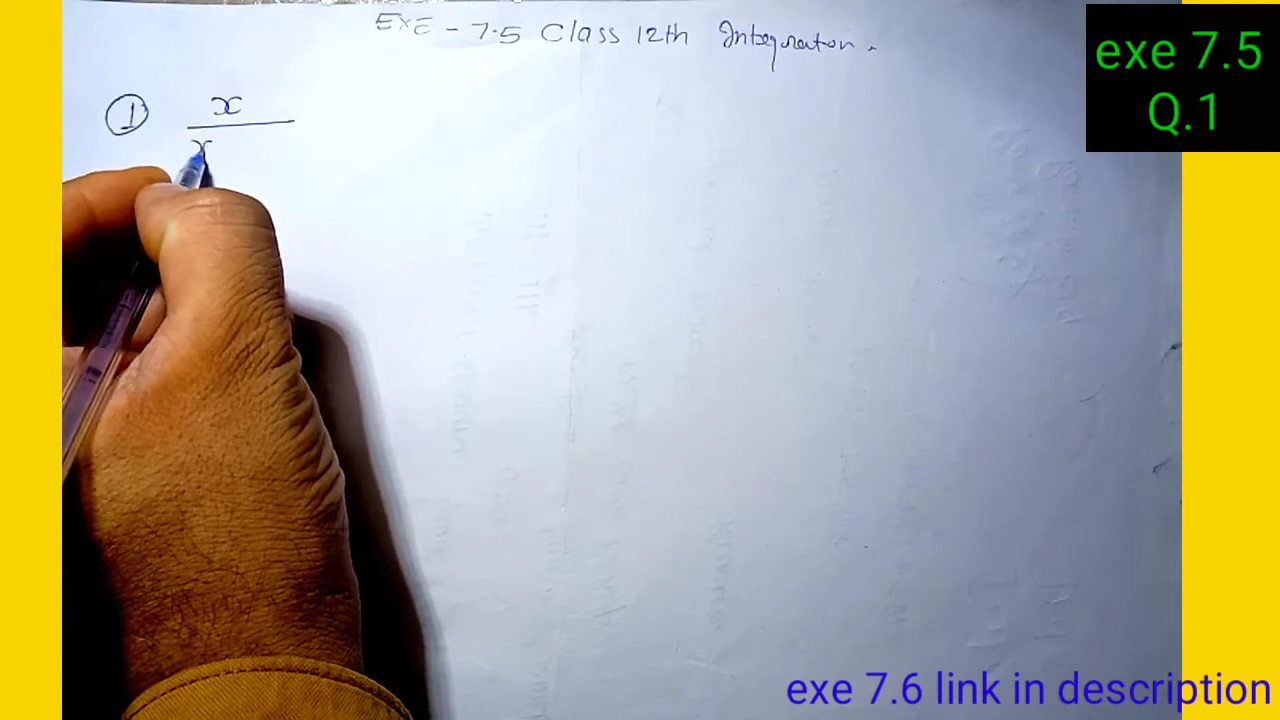 EXE - 7.5 Class 12th Integration.
exe 7.5
Q.1
① x
x
exe 7.6 link in description